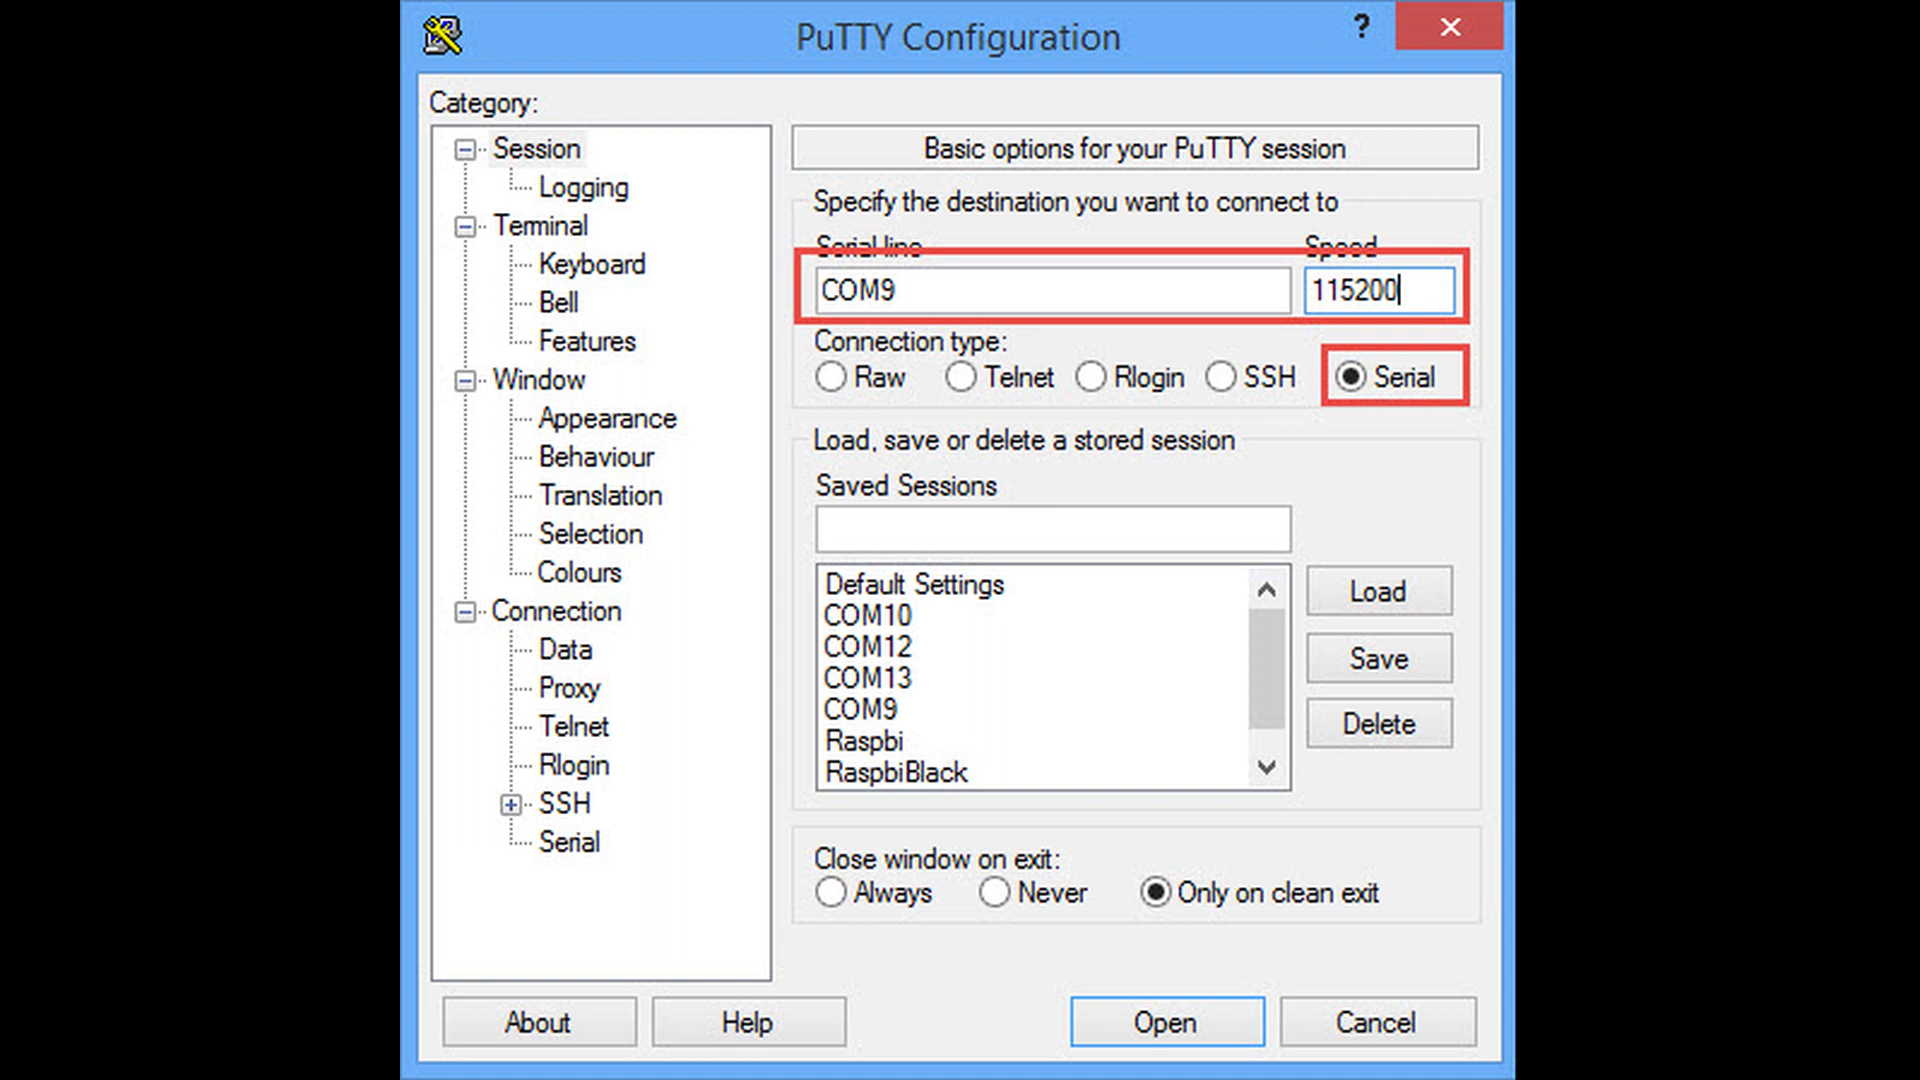 PuTTY Configuration
?
Category:
Session
Logging
Terminal
Keyboard
Bell
Features
Window
Appearance
Behaviour
Translation
Selection
Colours
Connection
Data
Proxy
Telnet
Rlogin
SSH
Serial
Basic options for your PuTTY session
Specify the destination you want to connect to
Serial line Speed
COM9 115200
Connection type:
Raw Telnet Rlogin SSH Serial
Load, save or delete a stored session
Saved Sessions
Default Settings
COM10
COM12
COM13
COM9
Raspbi
RaspbiBlack
Load
Save
Delete
Close window on exit:
Always Never Only on clean exit
About Help Open Cancel